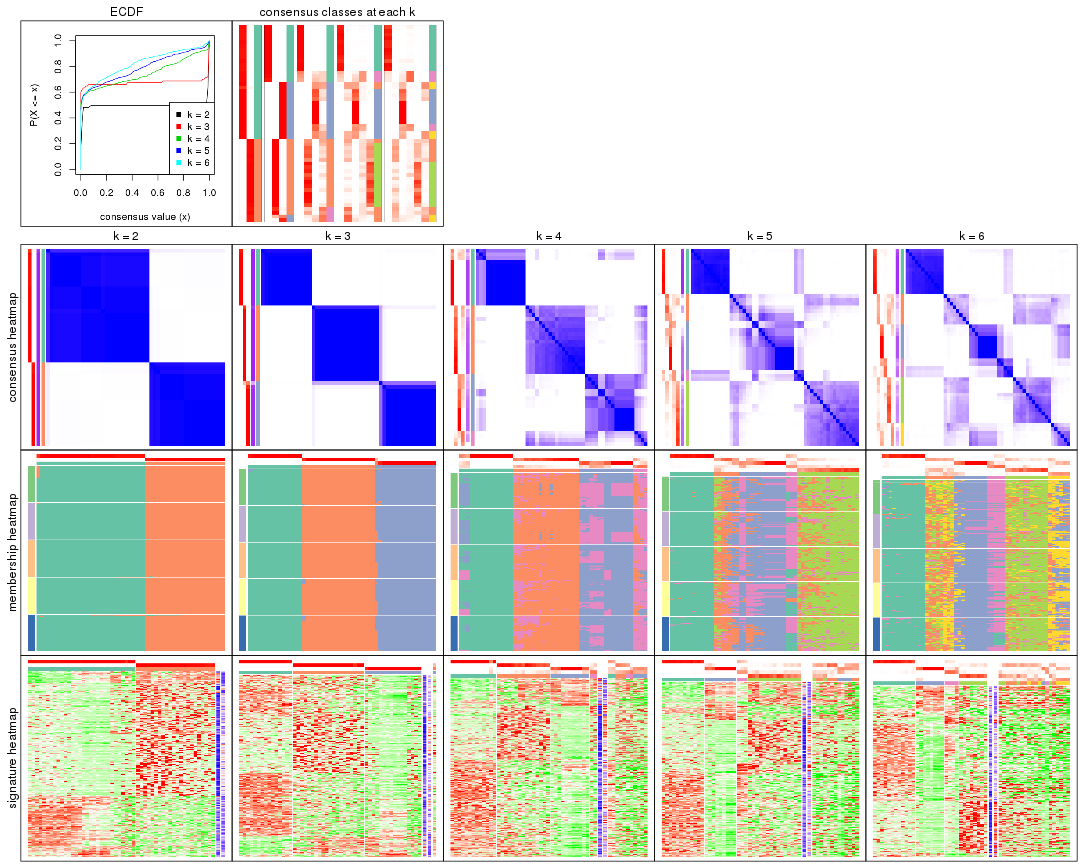 ECDF
consensus classes at each k
P(X <= x)
0.0 0.2 0.4 0.6 0.8 1.0
k = 2
k = 3
k = 4
k = 5
k = 6
0.0 0.2 0.4 0.6 0.8 1.0
consensus value (x)
k = 2
k = 3
k = 4
k = 5
k = 6
consensus heatmap
membership heatmap
signature heatmap